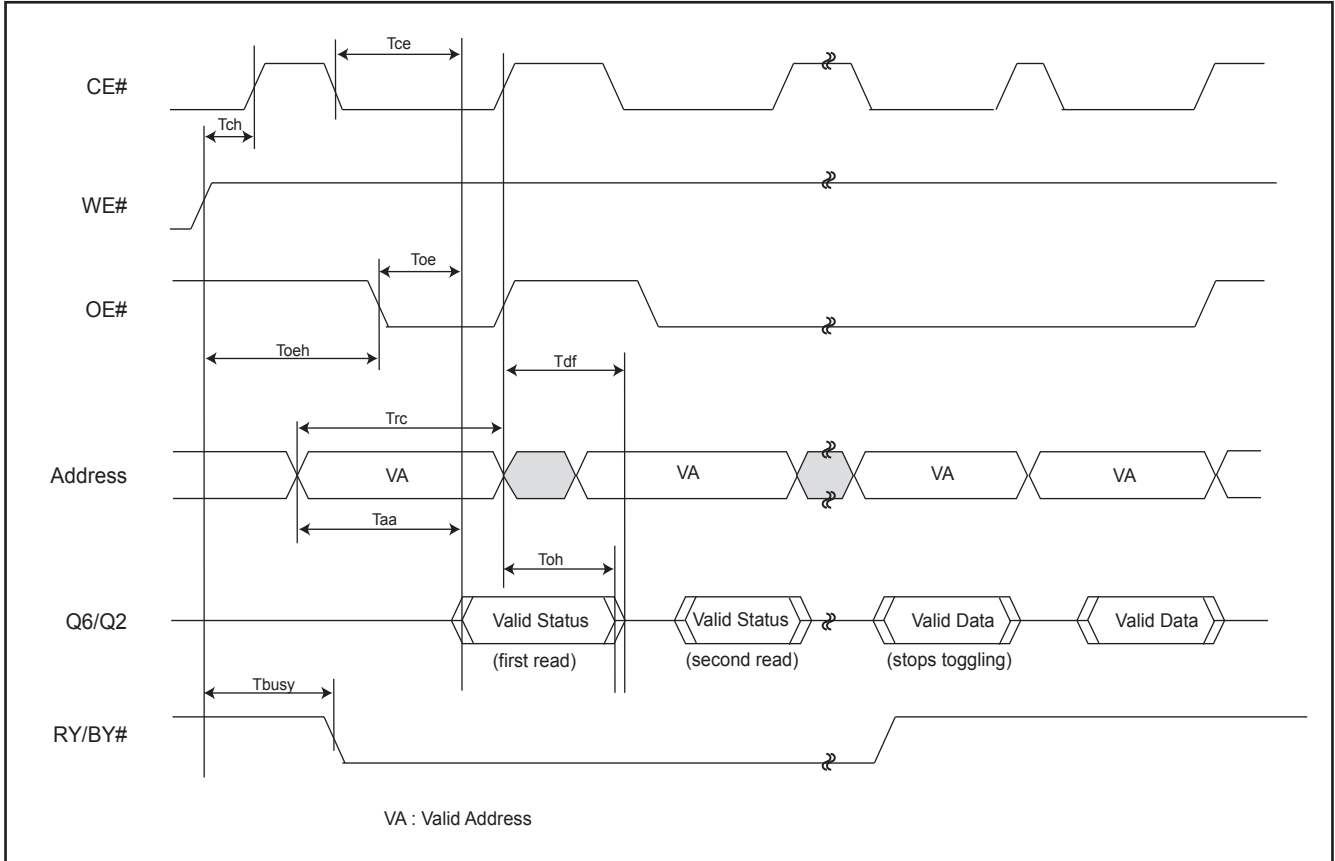 Tce
CE#
Tch
WE#
Toe
OE#
Toeh
Tdf
Trc
Address
VA
VA
VA
VA
Taa
Toh
Q6/Q2
Valid Status
Valid Status
Valid Data
Valid Data
(first read)
(second read)
(stops toggling)
Tbusy
RY/BY#
VA : Valid Address